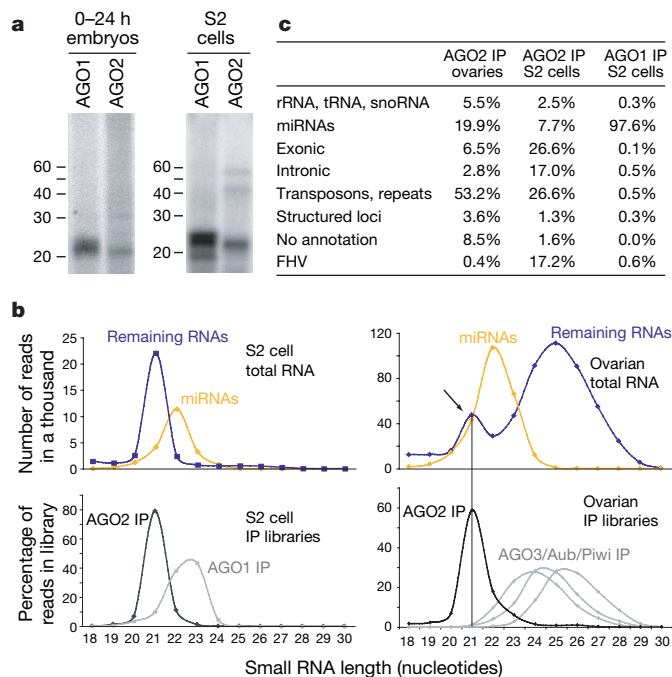 a
0–24 h
embryos
AGO1
AGO2
60
40
30
20
S2
cells
AGO1
AGO2
60
40
30
20
c
AGO2 IP ovaries
AGO2 IP S2 cells
AGO1 IP S2 cells
rRNA, tRNA, snoRNA 5.5% 2.5% 0.3%
miRNAs 19.9% 7.7% 97.6%
Exonic 6.5% 26.6% 0.1%
Intronic 2.8% 17.0% 0.5%
Transposons, repeats 53.2% 26.6% 0.5%
Structured loci 3.6% 1.3% 0.3%
No annotation 8.5% 1.6% 0.0%
FHV 0.4% 17.2% 0.6%
b
Number of reads
in a thousand
25
20
15
10
5
0
Remaining RNAs
S2 cell
total RNA
miRNAs
120
80
40
0
miRNAs
Remaining RNAs
Ovarian
total RNA
Percentage of
reads in library
80
60
40
20
0
AGO2 IP
S2 cell
IP libraries
AGO1 IP
18 19 20 21 22 23 24 25 26 27 28 29 30
60
40
20
0
AGO2 IP
Ovarian
IP libraries
AGO3/Aub/Piwi IP
18 19 20 21 22 23 24 25 26 27 28 29 30
Small RNA length (nucleotides)